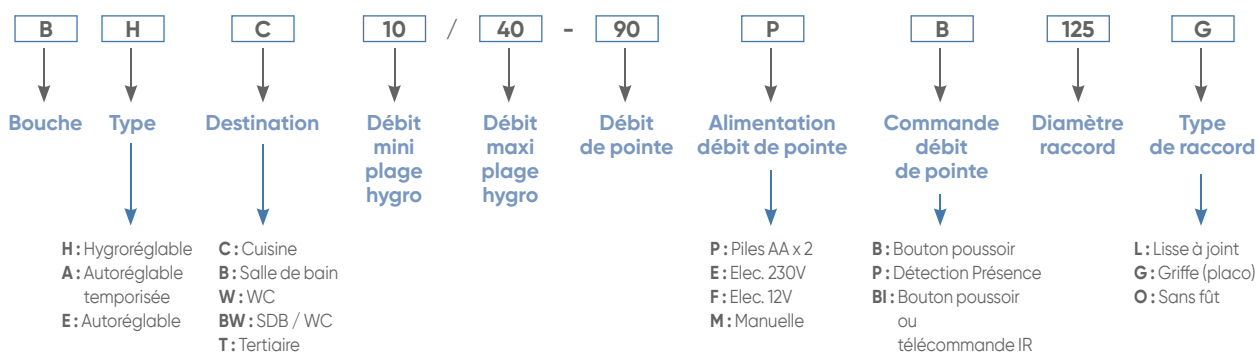 B H C 10 / 40 - 90 P B 125 G
Bouche
Type
Destination
Débit
mini
plage
hygro
Débit
maxi
plage
hygro
Débit
de pointe
Alimentation
débit de pointe
Commande
débit
de pointe
Diamètre
raccord
Type
de raccord
H : Hygroréglable
A : Autoréglable
temporisée
E : Autoréglable
C : Cuisine
B : Salle de bain
W : WC
BW : SDB / WC
T : Tertiaire
P : Piles AA x 2
E : Elec. 230V
F : Elec. 12V
M : Manuelle
B : Bouton poussoir
P : Détection Présence
BI : Bouton poussoir
ou
télécommande IR
L : Lisse à joint
G : Griffe (placo)
O : Sans fût